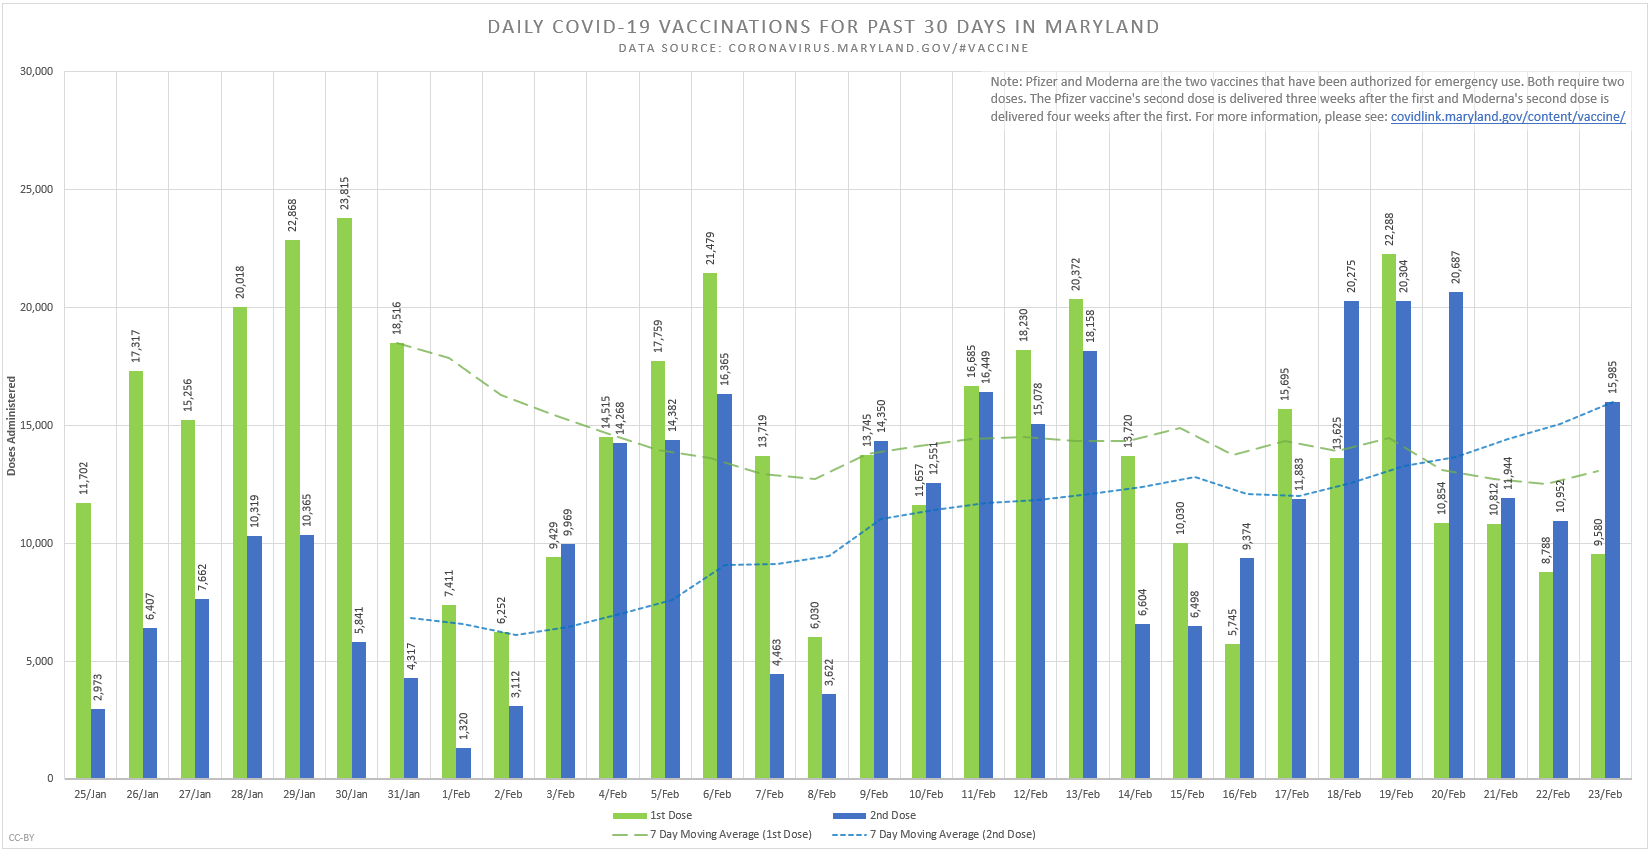 DAILY COVID-19 VACCINATIONS FOR PAST 30 DAYS IN MARYLAND
DATA SOURCE: CORONAVIRUS.MARYLAND.GOV/#VACCINE
Note: Pfizer and Moderna are the two vaccines that have been authorized for emergency use. Both require two
doses. The Pfizer vaccine's second dose is delivered three weeks after the first and Moderna's second dose is
delivered four weeks after the first. For more information, please see: covidlink.maryland.gov/content/vaccine/
Doses Administered
30,000
25,000
20,000
15,000
10,000
5,000
0
11,702
2,973
17,317
6,407
15,256
7,662
20,018
10,319
22,868
10,365
23,815
5,841
18,516
4,317
7,411
1,320
6,252
3,112
9,429
9,969
14,515
14,268
17,759
14,382
21,479
16,365
13,719
4,463
6,030
3,622
13,745
14,350
11,657
12,551
16,685
16,449
18,230
15,078
20,372
18,158
13,720
6,604
10,030
6,498
5,745
9,374
15,695
11,883
13,625
20,275
22,288
20,304
10,854
20,687
10,812
11,944
8,788
10,952
9,580
15,985
25/Jan
26/Jan
27/Jan
28/Jan
29/Jan
30/Jan
31/Jan
1/Feb
2/Feb
3/Feb
4/Feb
5/Feb
6/Feb
7/Feb
8/Feb
9/Feb
10/Feb
11/Feb
12/Feb
13/Feb
14/Feb
15/Feb
16/Feb
17/Feb
18/Feb
19/Feb
20/Feb
21/Feb
22/Feb
23/Feb
1st Dose
2nd Dose
7 Day Moving Average (1st Dose)
7 Day Moving Average (2nd Dose)
CC-BY